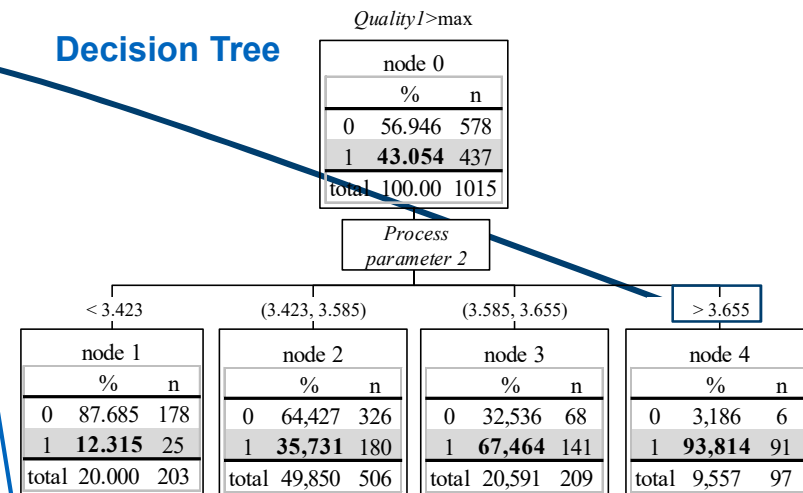 Quality1>max
Decision Tree
node 0
% n
0 56.946 578
1 43.054 437
total 100.00 1015
Process
parameter 2
< 3.423 (3.423, 3.585) (3.585, 3.655) > 3.655
node 1 node 2 node 3 node 4
% n % n % n % n
0 87.685 178 0 64,427 326 0 32,536 68 0 3,186 6
1 12.315 25 1 35,731 180 1 67,464 141 1 93,814 91
total 20.000 203 total 49,850 506 total 20,591 209 total 9,557 97